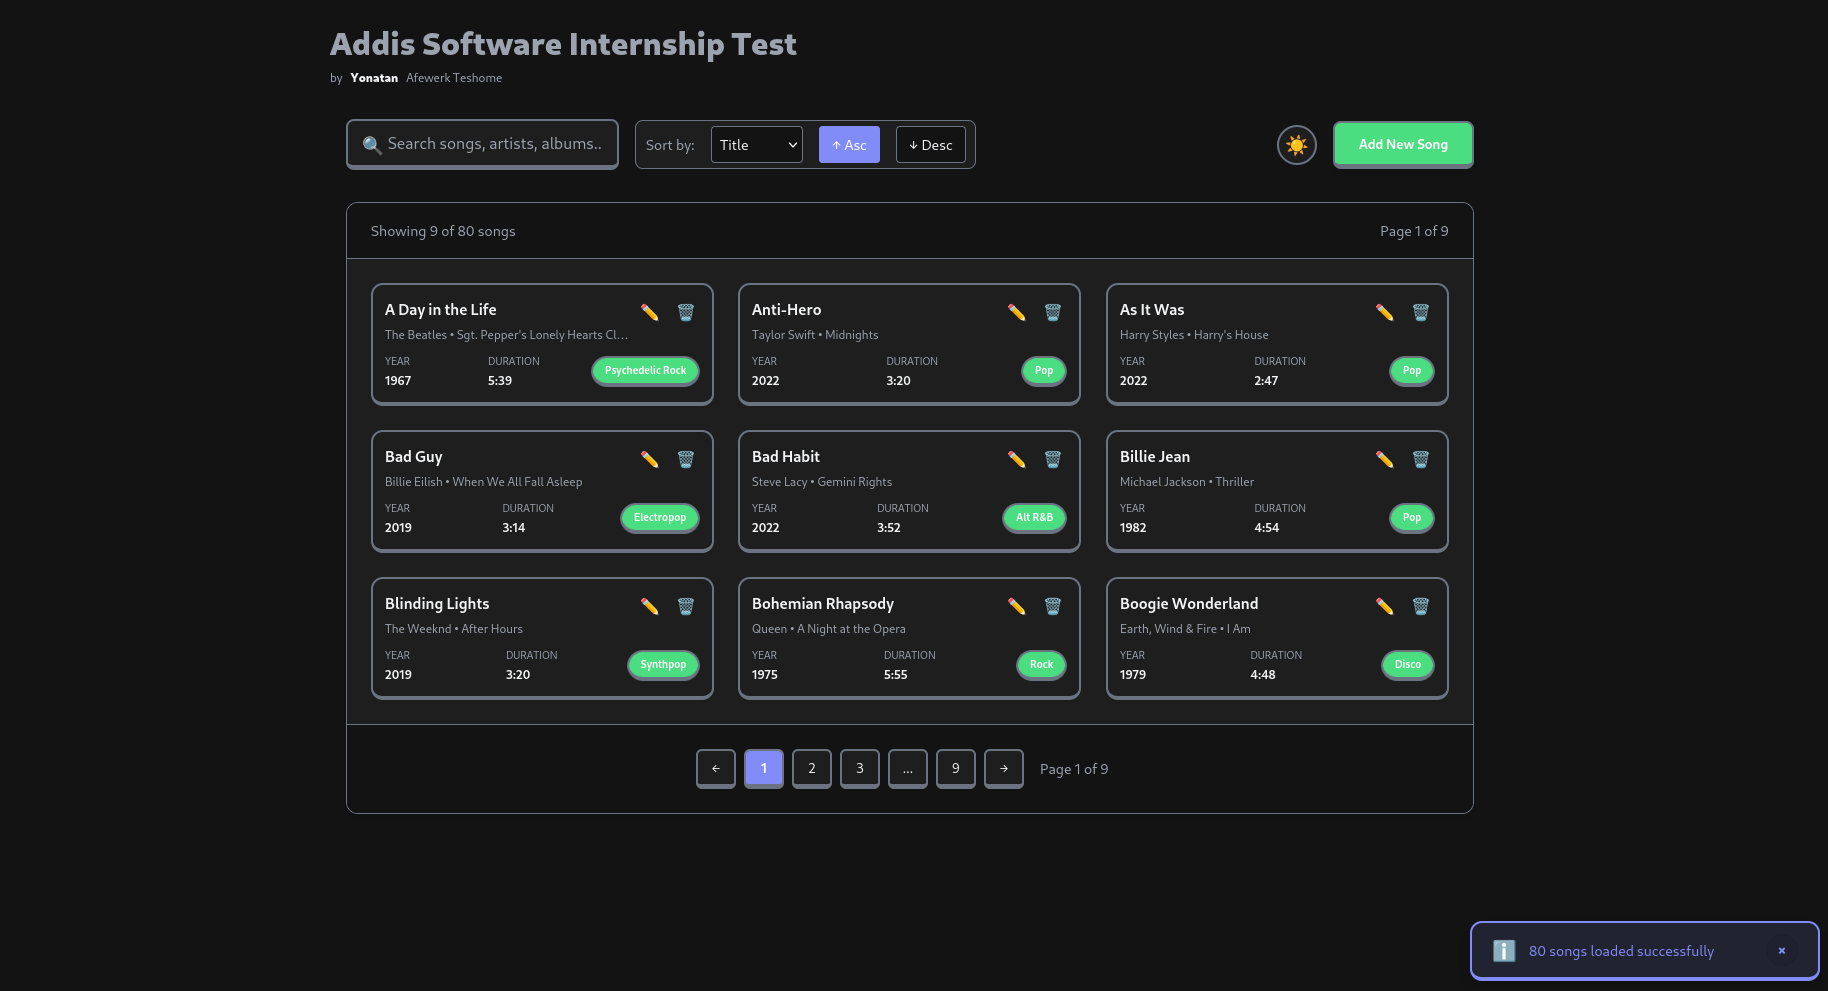 Addis Software Internship Test
by Yonatan Afewerk Teshome
Search songs, artists, albums..
Sort by: Title ↑ Asc ↓ Desc
Add New Song
Showing 9 of 80 songs
Page 1 of 9
A Day in the Life
The Beatles • Sgt. Pepper's Lonely Hearts Cl...
YEAR DURATION
1967 5:39
Psychedelic Rock
Anti-Hero
Taylor Swift • Midnights
YEAR DURATION
2022 3:20
Pop
As It Was
Harry Styles • Harry's House
YEAR DURATION
2022 2:47
Pop
Bad Guy
Billie Eilish • When We All Fall Asleep
YEAR DURATION
2019 3:14
Electropop
Bad Habit
Steve Lacy • Gemini Rights
YEAR DURATION
2022 3:52
Alt R&B
Billie Jean
Michael Jackson • Thriller
YEAR DURATION
1982 4:54
Pop
Blinding Lights
The Weeknd • After Hours
YEAR DURATION
2019 3:20
Synthpop
Bohemian Rhapsody
Queen • A Night at the Opera
YEAR DURATION
1975 5:55
Rock
Boogie Wonderland
Earth, Wind & Fire • I Am
YEAR DURATION
1979 4:48
Disco
← 1 2 3 ... 9 → Page 1 of 9
80 songs loaded successfully ×